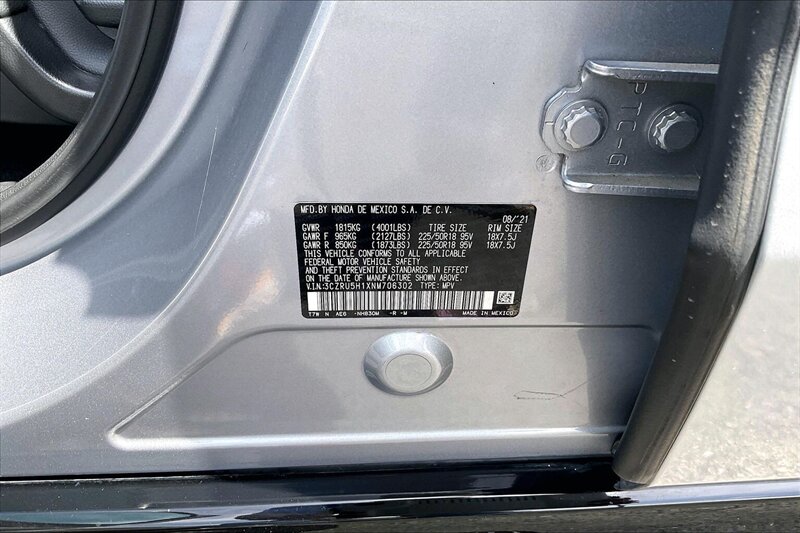 MFD.BY HONDA DE MEXICO S.A. DE C.V. 08/'21
GVWR 1815KG (4001LBS) TIRE SIZE RIM SIZE
GAWR F 965KG (2127LBS) 225/50R18 95V 18X7.5J
GAWR R 850KG (1873LBS) 225/50R18 95V 18X7.5J
THIS VEHICLE CONFORMS TO ALL APPLICABLE
FEDERAL MOTOR VEHICLE SAFETY
AND THEFT PREVENTION STANDARDS IN EFFECT
ON THE DATE OF MANUFACTURE SHOWN ABOVE.
V.I.N:3CZRU5H1XNM706302 TYPE: MPV
T7W N AE6 -NH830M -R -M MADE IN MEXICO
PTC-G